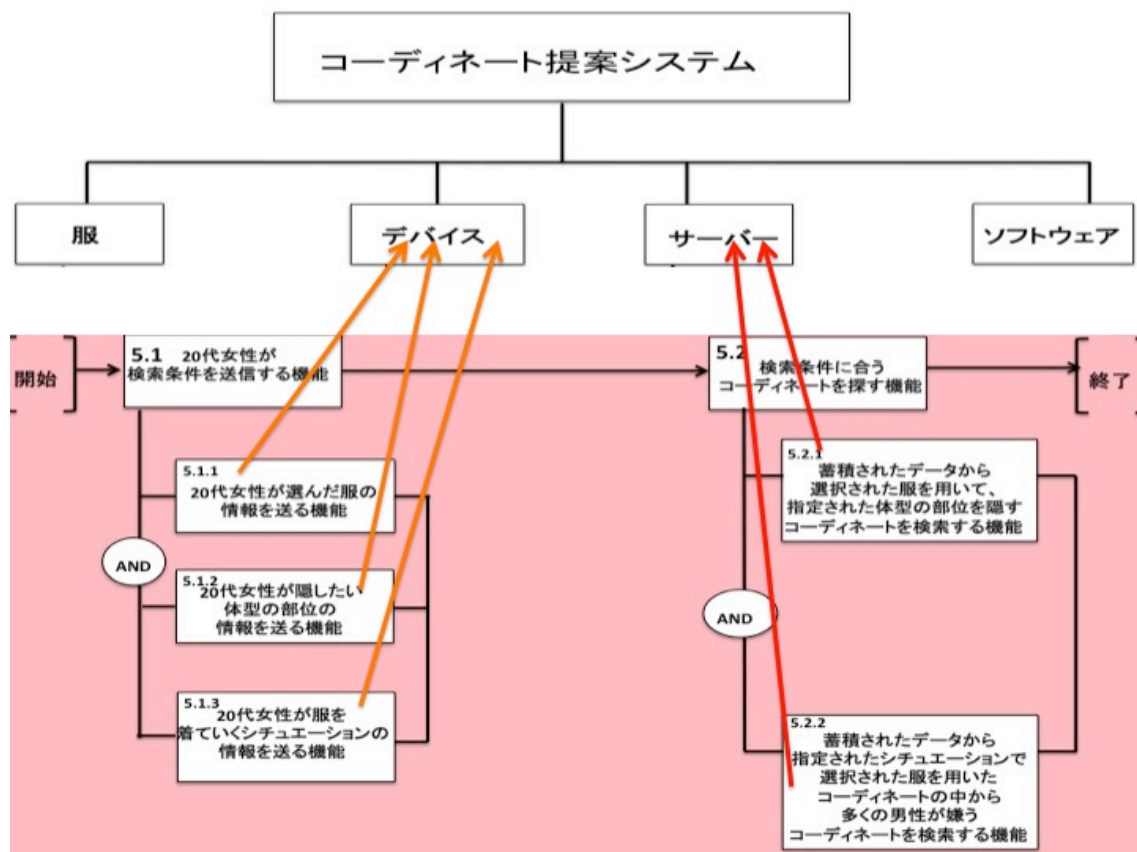 コーディネート提案システム
服
デバイス
サーバー
ソフトウェア
開始
5.1 20代女性が
検索条件を送信する機能
5.2
検索条件に合う
コーディネートを探す機能
終了
5.1.1
20代女性が選んだ服の
情報を送る機能
AND
5.1.2
20代女性が隠したい
体型の部位の
情報を送る機能
5.1.3
20代女性が服を
着ていくシチュエーションの
情報を送る機能
5.2.1
蓄積されたデータから
選択された服を用いて、
指定された体型の部位を隠す
コーディネートを検索する機能
AND
5.2.2
蓄積されたデータから
指定されたシチュエーションで
選択された服を用いた
コーディネートの中から
多くの男性が嫌う
コーディネートを検索する機能